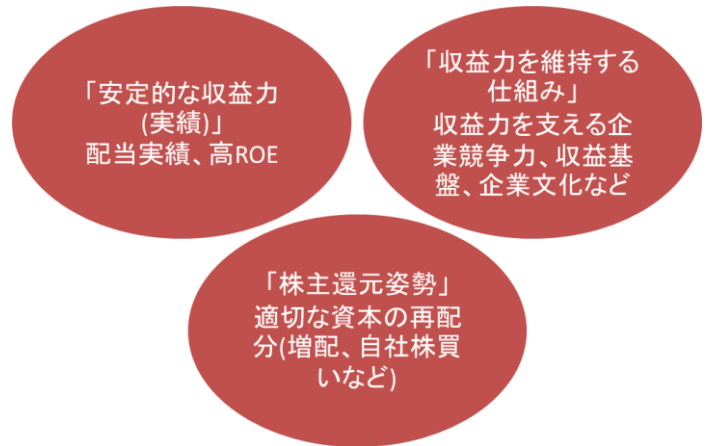 「安定的な収益力
(実績)」
配当実績、高ROE
「収益力を維持する
仕組み」
収益力を支える企
業競争力、収益基
盤、企業文化など
「株主還元姿勢」
適切な資本の再配
分(増配、自社株買
いなど)